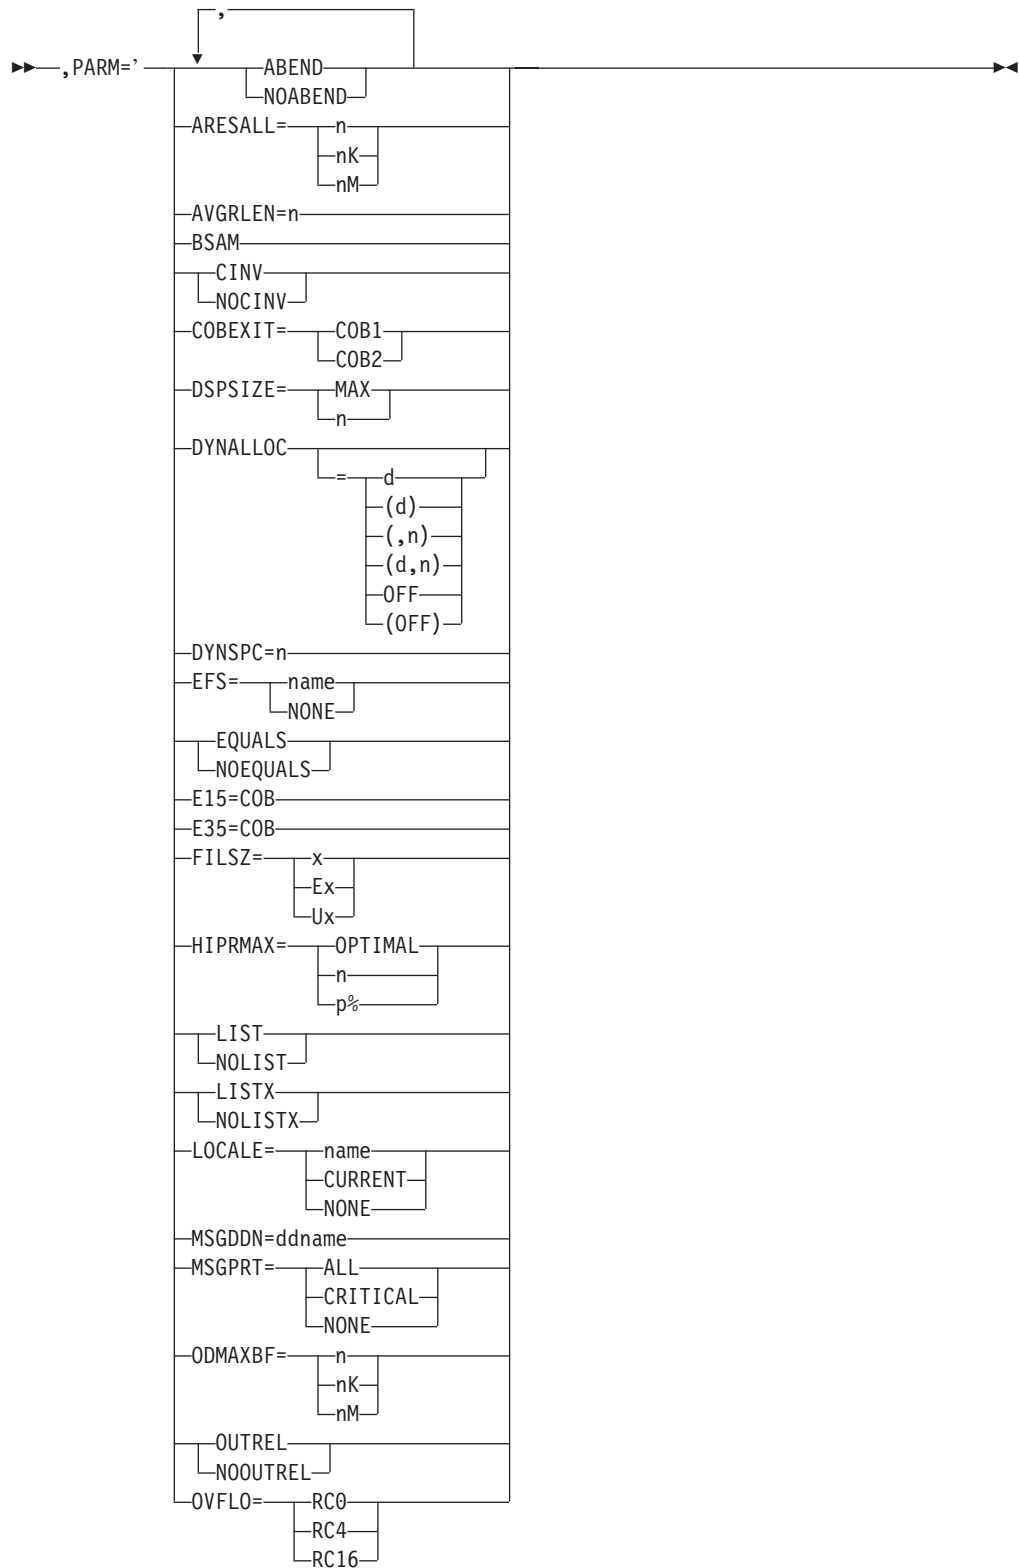 ,
,PARM=’ ABEND
NOABEND
ARESALL= n
nK
nM
AVGRLEN=n
BSAM
CINV
NOCINV
COBEXIT= COB1
COB2
DSPSIZE= MAX
n
DYNALLOC
= d
(d)
(,n)
(d,n)
OFF
(OFF)
DYNSPC=n
EFS= name
NONE
EQUALS
NOEQUALS
E15=COB
E35=COB
FILSZ= x
Ex
Ux
HIPRMAX= OPTIMAL
n
p%
LIST
NOLIST
LISTX
NOLISTX
LOCALE= name
CURRENT
NONE
MSGDDN=ddname
MSGPRT= ALL
CRITICAL
NONE
ODMAXBF= n
nK
nM
OUTREL
NOOUTREL
OVFLO= RC0
RC4
RC16